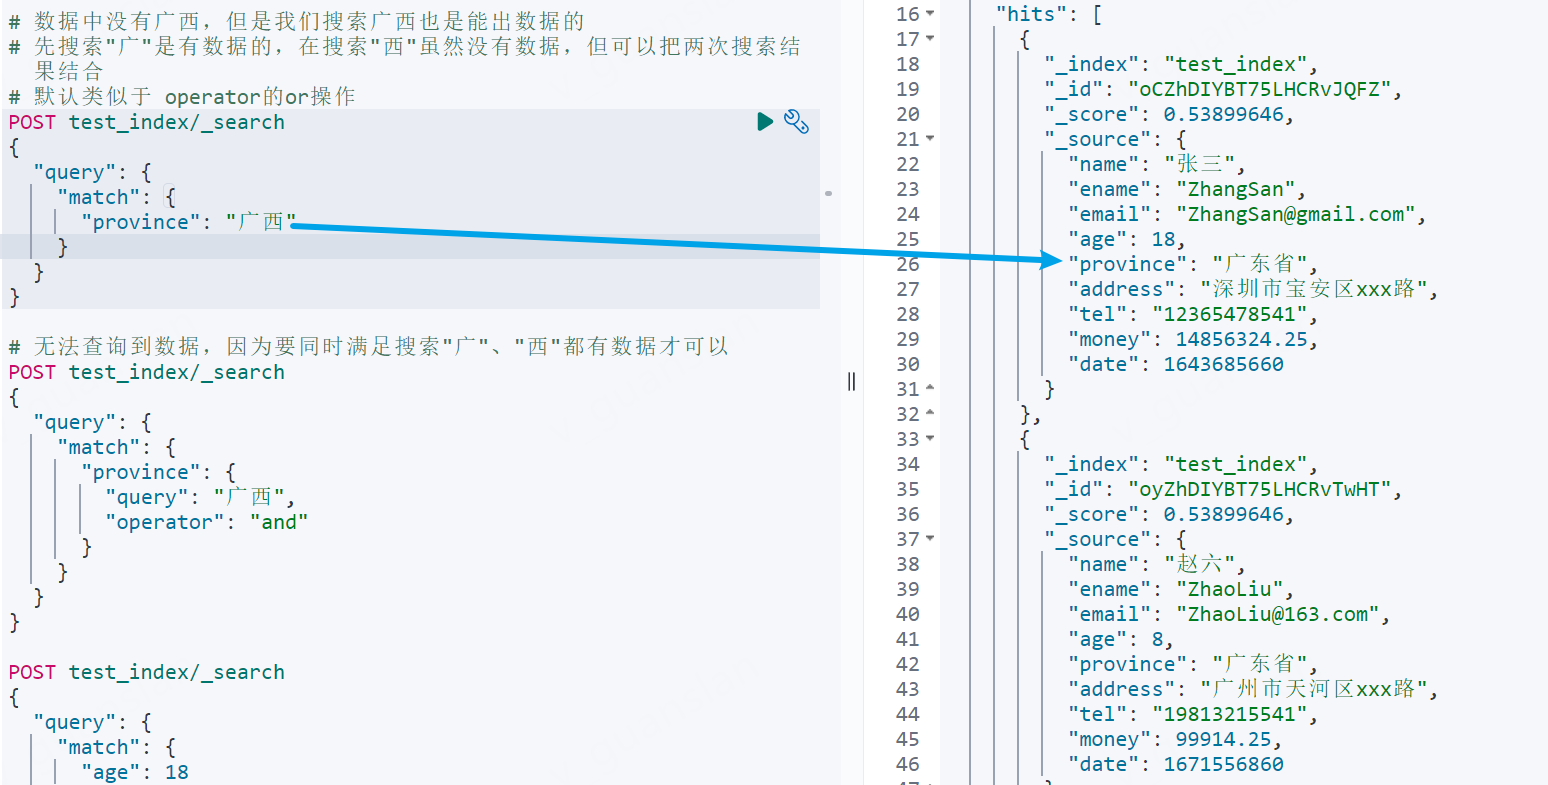 # 数据中没有广西，但是我们搜索广西也是能出数据的
# 先搜索"广"是有数据的，在搜索"西"虽然没有数据，但可以把两次搜索结
果结合
# 默认类似于 operator的or操作
POST test_index/_search
{
"query": {
"match": {
"province": "广西"
}
}
}
# 无法查询到数据，因为要同时满足搜索"广"、"西"都有数据才可以
POST test_index/_search
{
"query": {
"match": {
"province": {
"query": "广西",
"operator": "and"
}
}
}
}
POST test_index/_search
{
"query": {
"match": {
"age": 18
16 "hits": [
17 {
18 "_index": "test_index",
19 "_id": "oCZhDIYBT75LHCRvJQFZ",
20 "_score": 0.53899646,
21 "_source": {
22 "name": "张三",
23 "ename": "ZhangSan",
24 "email": "ZhangSan@gmail.com",
25 "age": 18,
26 "province": "广东省",
27 "address": "深圳市宝安区xxx路",
28 "tel": "12365478541",
29 "money": 14856324.25,
30 "date": 1643685660
31 }
32 },
33 {
34 "_index": "test_index",
35 "_id": "oyZhDIYBT75LHCRvTwHT",
36 "_score": 0.53899646,
37 "_source": {
38 "name": "赵六",
39 "ename": "ZhaoLiu",
40 "email": "ZhaoLiu@163.com",
41 "age": 8,
42 "province": "广东省",
43 "address": "广州市天河区xxx路",
44 "tel": "19813215541",
45 "money": 99914.25,
46 "date": 1671556860